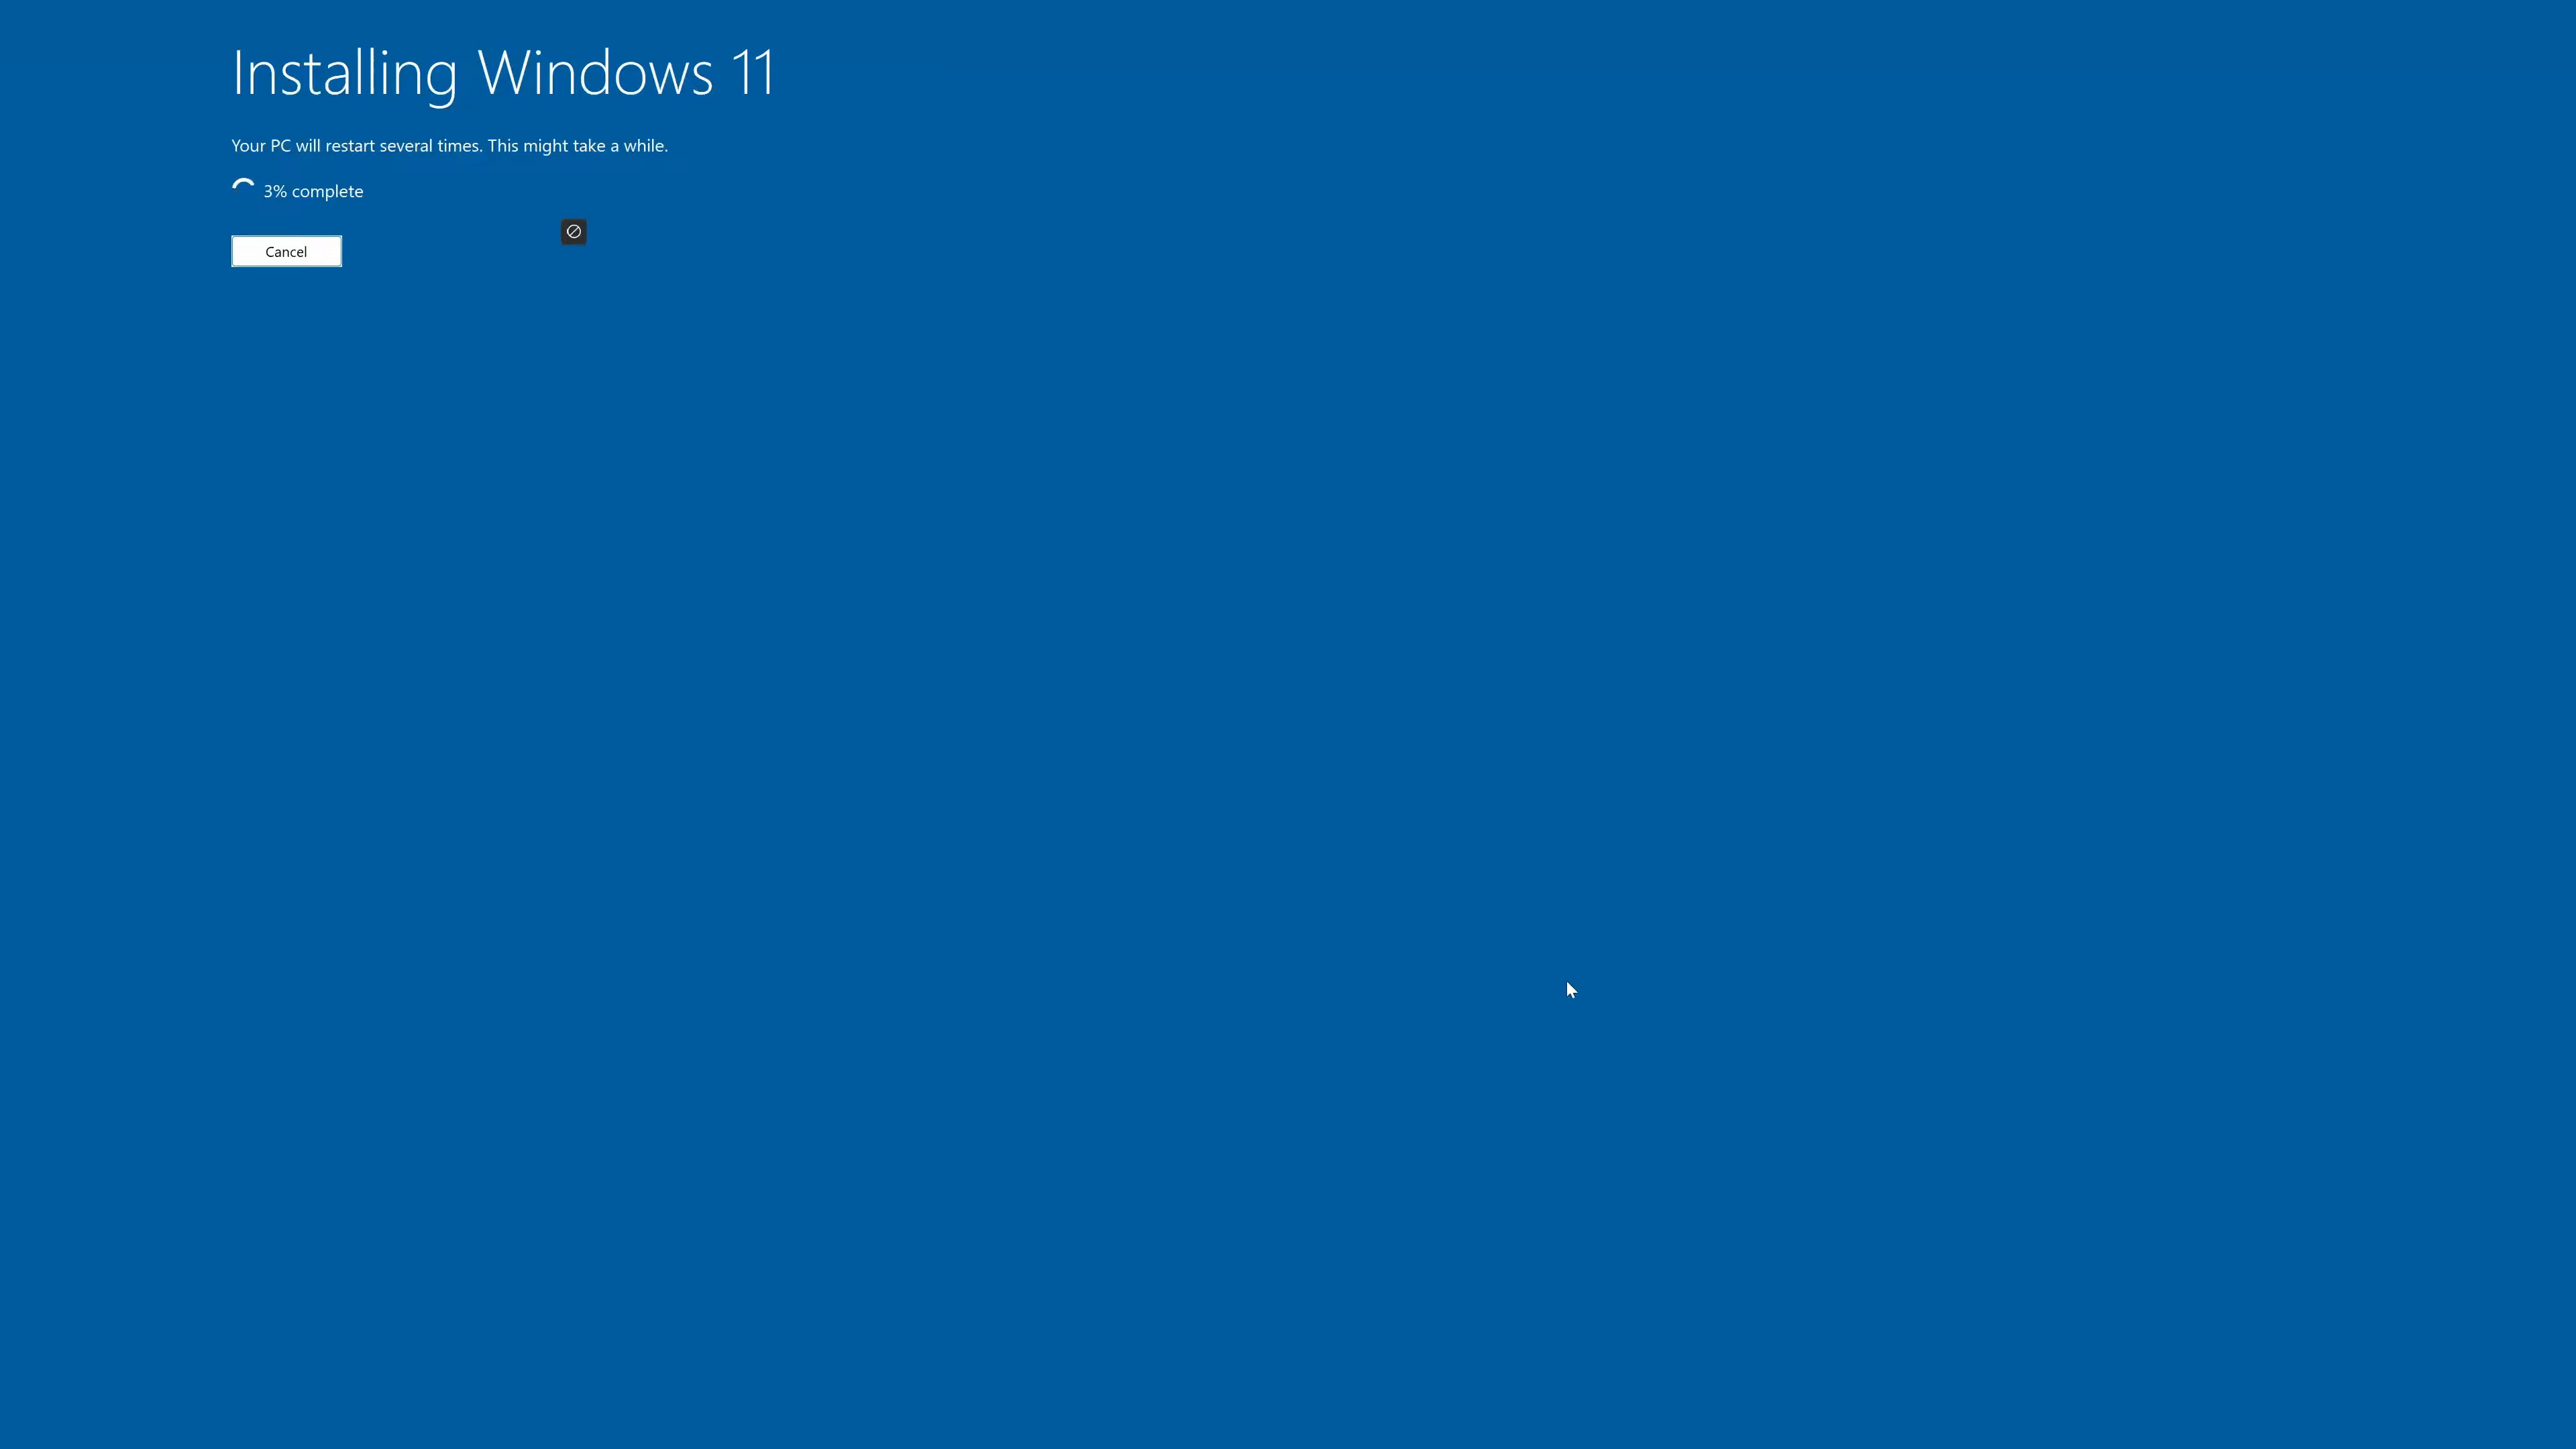 Installing Windows 11
Your PC will restart several times. This might take a while.
3% complete
Cancel